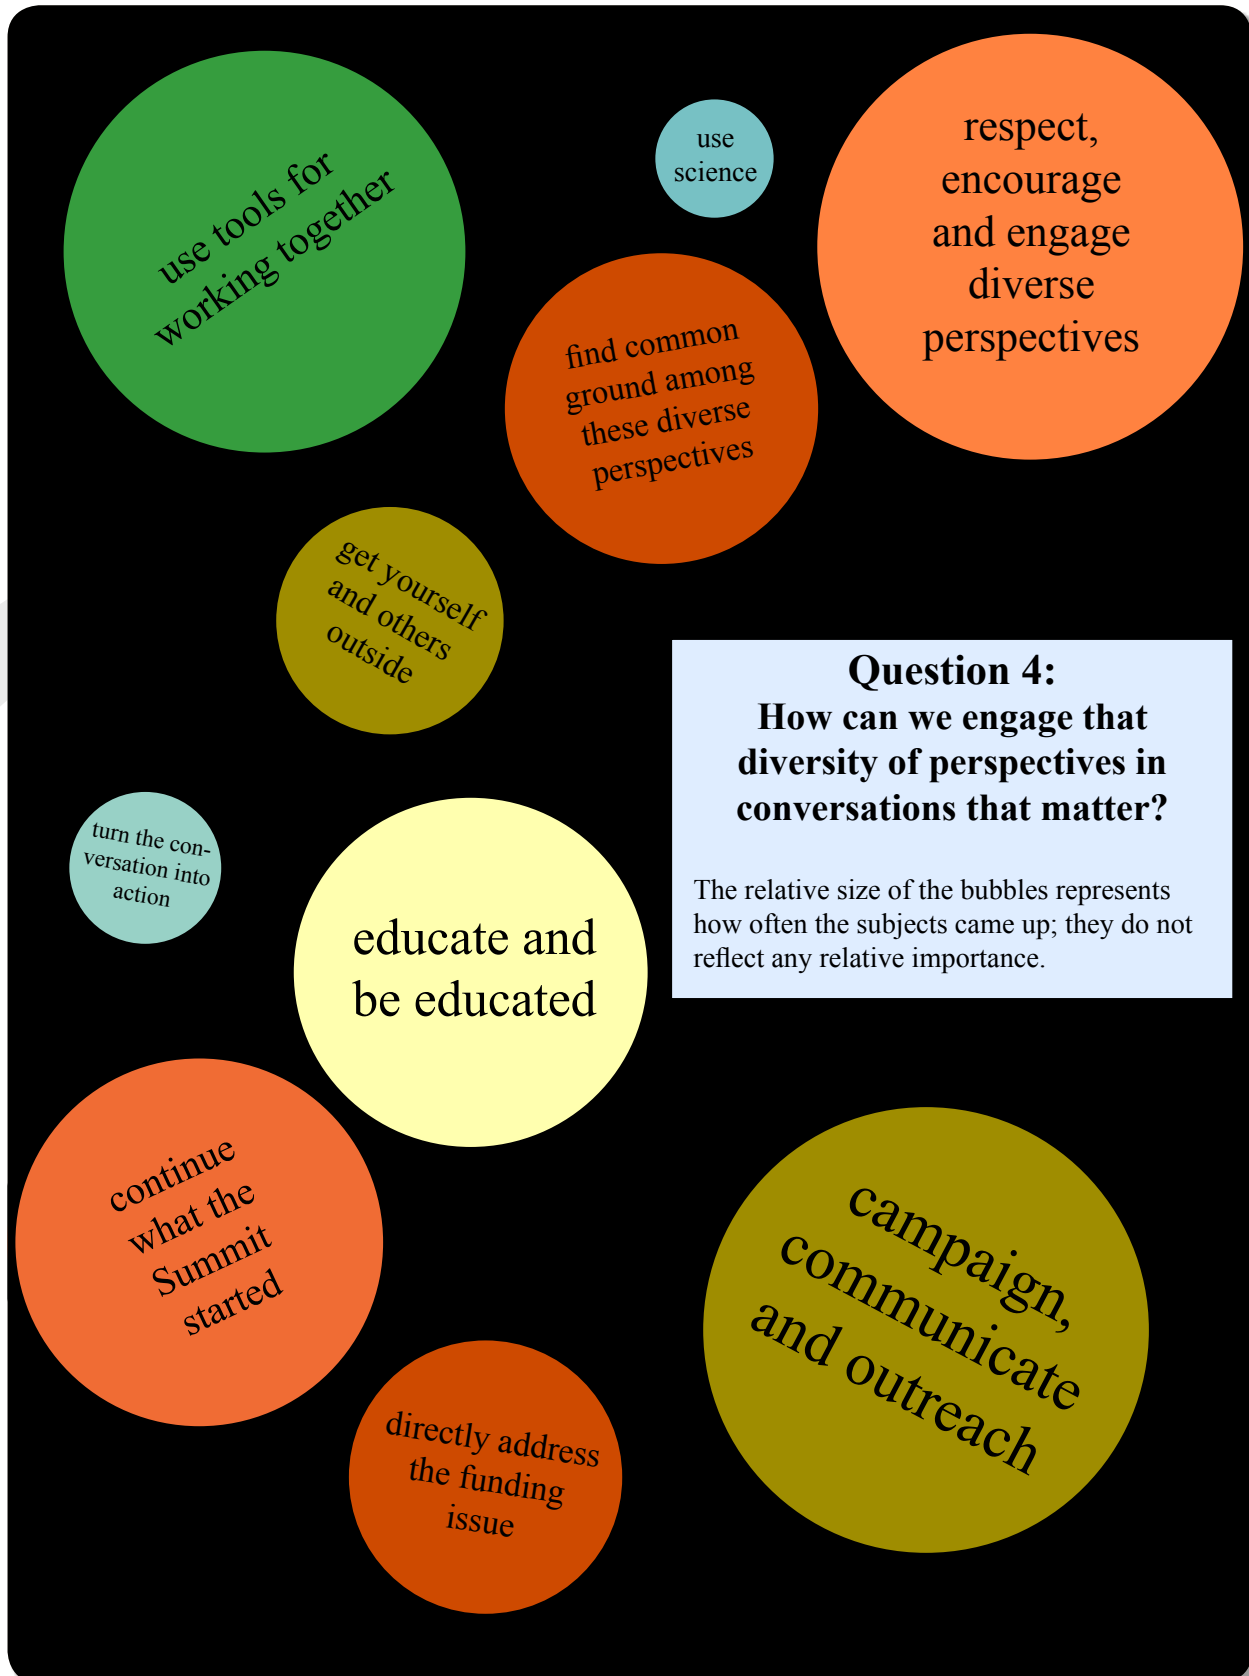 use tools for
working together
use
science
respect,
encourage
and engage
diverse
perspectives
find common
ground among
these diverse
perspectives
get yourself
and others
outside
Question 4:
How can we engage that
diversity of perspectives in
conversations that matter?
The relative size of the bubbles represents
how often the subjects came up; they do not
reflect any relative importance.
turn the con-
versation into
action
educate and
be educated
continue
what the
Summit
started
campaign,
communicate
and outreach
directly address
the funding
issue